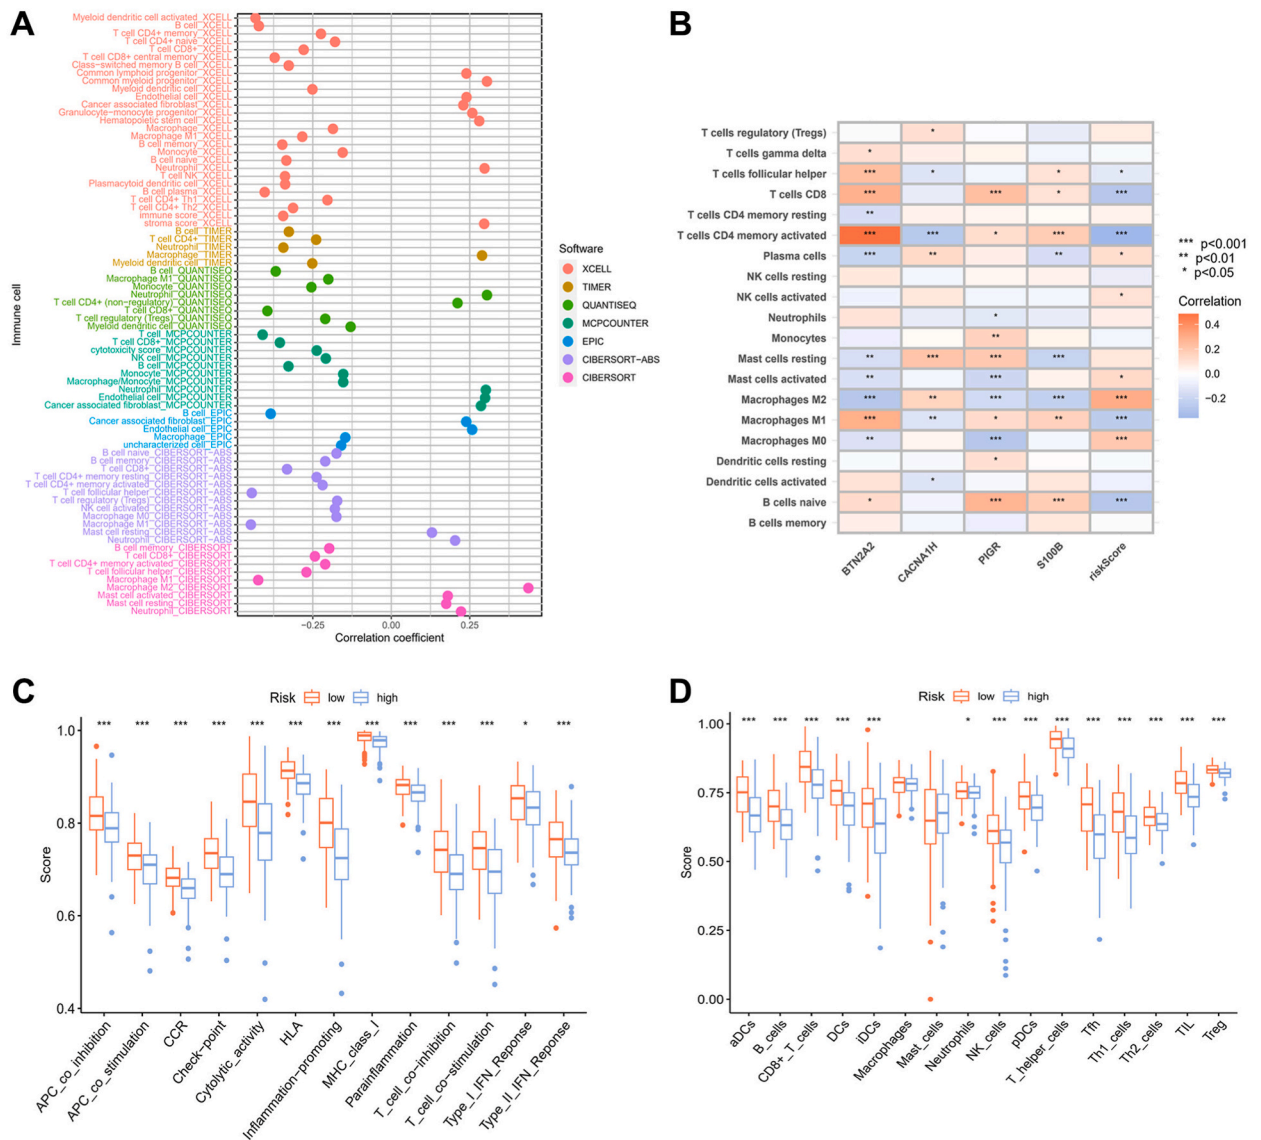 A
Myeloid dendritic cell activated_XCELL
B cell_XCELL
T cell CD4+ memory_XCELL
T cell CD4+ naive_XCELL
T cell CD8+_XCELL
T cell CD8+ central memory_XCELL
Class-switched memory B cell_XCELL
Common lymphoid progenitor_XCELL
Common myeloid progenitor_XCELL
Myeloid dendritic cell_XCELL
Endothelial cell_XCELL
Cancer associated fibroblast_XCELL
Granulocyte-monocyte progenitor_XCELL
Hematopoietic stem cell_XCELL
Macrophage_XCELL
Macrophage M1_XCELL
B cell memory_XCELL
Monocyte_XCELL
B cell naive_XCELL
Neutrophil_XCELL
T cell NK_XCELL
Plasmacytoid dendritic cell_XCELL
B cell plasma_XCELL
T cell CD4+ Th1_XCELL
T cell CD4+ Th2_XCELL
immune score_XCELL
stroma score_XCELL
B cell_TIMER
T cell CD4+_TIMER
Neutrophil_TIMER
Macrophage_TIMER
Myeloid dendritic cell_TIMER
B cell_QUANTISEQ
Macrophage M1_QUANTISEQ
Monocyte_QUANTISEQ
Neutrophil_QUANTISEQ
T cell CD4+ (non-regulatory)_QUANTISEQ
T cell CD8+_QUANTISEQ
T cell regulatory (Tregs)_QUANTISEQ
Myeloid dendritic cell_QUANTISEQ
T cell_MCPCOUNTER
T cell CD8+_MCPCOUNTER
cytotoxicity score_MCPCOUNTER
NK cell_MCPCOUNTER
B cell_MCPCOUNTER
Monocyte_MCPCOUNTER
Macrophage/Monocyte_MCPCOUNTER
Neutrophil_MCPCOUNTER
Endothelial cell_MCPCOUNTER
Cancer associated fibroblast_MCPCOUNTER
B cell_EPIC
Cancer associated fibroblast_EPIC
Endothelial cell_EPIC
Macrophage_EPIC
uncharacterized cell_EPIC
B cell naive_CIBERSORT-ABS
B cell memory_CIBERSORT-ABS
T cell CD8+_CIBERSORT-ABS
T cell CD4+ memory resting_CIBERSORT-ABS
T cell CD4+ memory activated_CIBERSORT-ABS
T cell follicular helper_CIBERSORT-ABS
T cell regulatory (Tregs)_CIBERSORT-ABS
NK cell activated_CIBERSORT-ABS
Macrophage M0_CIBERSORT-ABS
Macrophage M1_CIBERSORT-ABS
Mast cell resting_CIBERSORT-ABS
Neutrophil_CIBERSORT-ABS
B cell memory_CIBERSORT
T cell CD8+_CIBERSORT
T cell CD4+ memory activated_CIBERSORT
T cell follicular helper_CIBERSORT
Macrophage M1_CIBERSORT
Macrophage M2_CIBERSORT
Mast cell activated_CIBERSORT
Mast cell resting_CIBERSORT
Neutrophil_CIBERSORT
Immune cell
−0.25 0.00 0.25
Correlation coefficient
Software
XCELL
TIMER
QUANTISEQ
MCPCOUNTER
EPIC
CIBERSORT-ABS
CIBERSORT
B
T cells regulatory (Tregs) *
T cells gamma delta *
T cells follicular helper *** * * *
T cells CD8 *** *** * ***
T cells CD4 memory resting **
T cells CD4 memory activated *** *** * *** ***
Plasma cells *** ** ** *
NK cells resting
NK cells activated *
Neutrophils *
Monocytes **
Mast cells resting ** *** *** ***
Mast cells activated ** *** *
Macrophages M2 *** ** *** *** ***
Macrophages M1 *** ** * ** ***
Macrophages M0 ** *** ***
Dendritic cells resting *
Dendritic cells activated *
B cells naive * *** *** ***
B cells memory
BTN2A2 CACNA1H PIGR S100B riskScore
*** p<0.001
** p<0.01
* p<0.05
Correlation
0.4
0.2
0.0
−0.2
C
Risk low high
*** *** *** *** *** *** *** *** *** *** *** * ***
1.0
0.8
0.6
0.4
Score
APC_co_inhibition
APC_co_stimulation
CCR
Check-point
Cytolytic_activity
HLA
Inflammation-promoting
MHC_class_I
Parainflammation
T_cell_co-inhibition
T_cell_co-stimulation
Type_I_IFN_Reponse
Type_II_IFN_Reponse
D
Risk low high
*** *** *** *** *** * *** *** *** *** *** *** *** ***
1.00
0.75
0.50
0.25
0.00
Score
aDCs
B_cells
CD8+_T_cells
DCs
iDCs
Macrophages
Mast_cells
Neutrophils
NK_cells
pDCs
T_helper_cells
Tfh
Th1_cells
Th2_cells
TIL
Treg